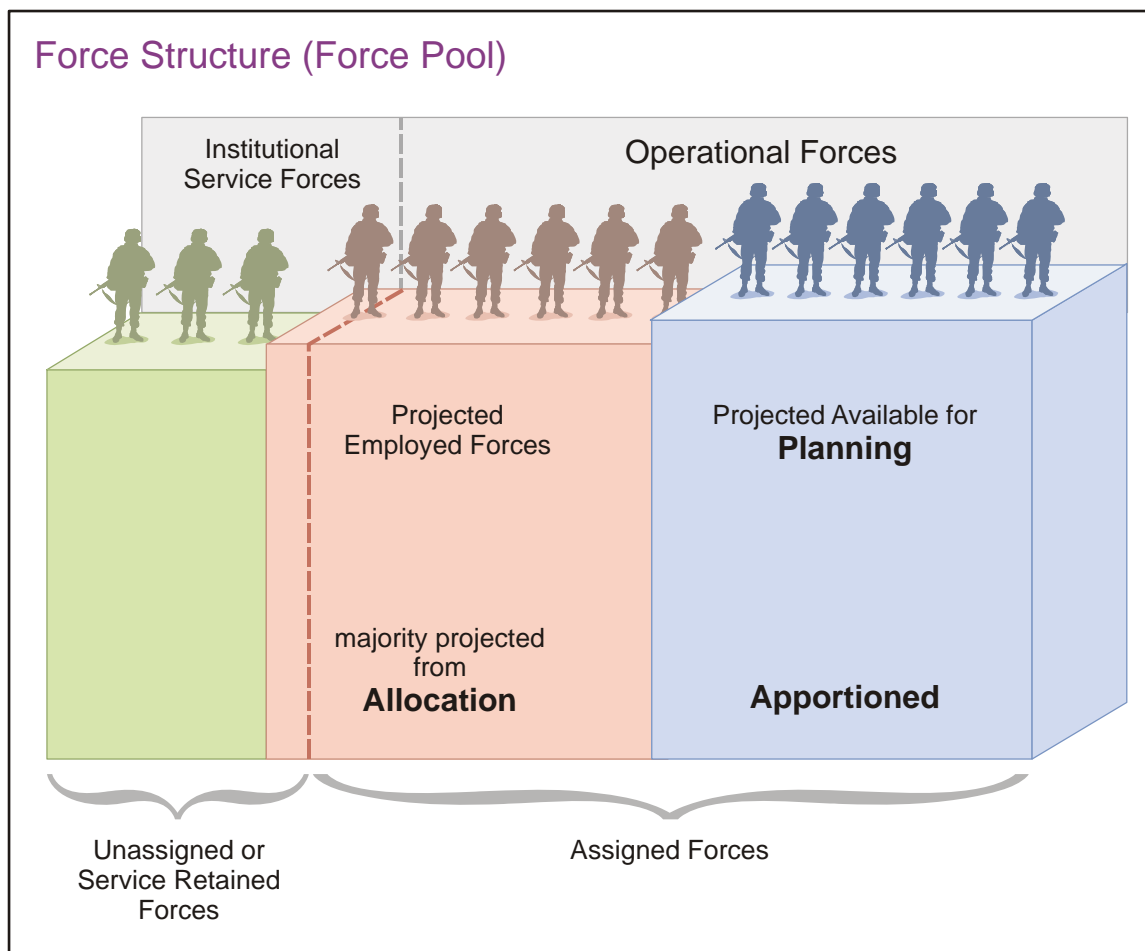 Force Structure (Force Pool)
Institutional
Service Forces
Operational Forces
Projected
Employed Forces
Projected Available for
Planning
majority projected
from
Allocation
Apportioned
Unassigned or
Service Retained
Forces
Assigned Forces